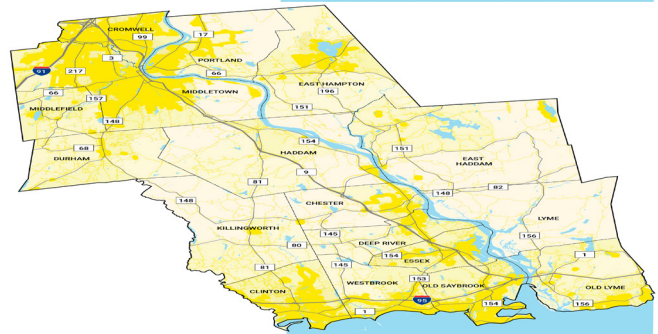 CROMWELL
99
17
3
PORTLAND
91
217
66
EAST HAMPTON
66
157
MIDDLETOWN
196
MIDDLEFIELD
151
148
68
154
151
DURHAM
HADDAM
EAST
HADDAM
9
81
82
148
148
CHESTER
LYME
KILLINGWORTH
145
156
80
DEEP RIVER
154
1
145
ESSEX
81
153
WESTBROOK
OLD SAYBROOK
OLD LYME
CLINTON
95
154
156
1